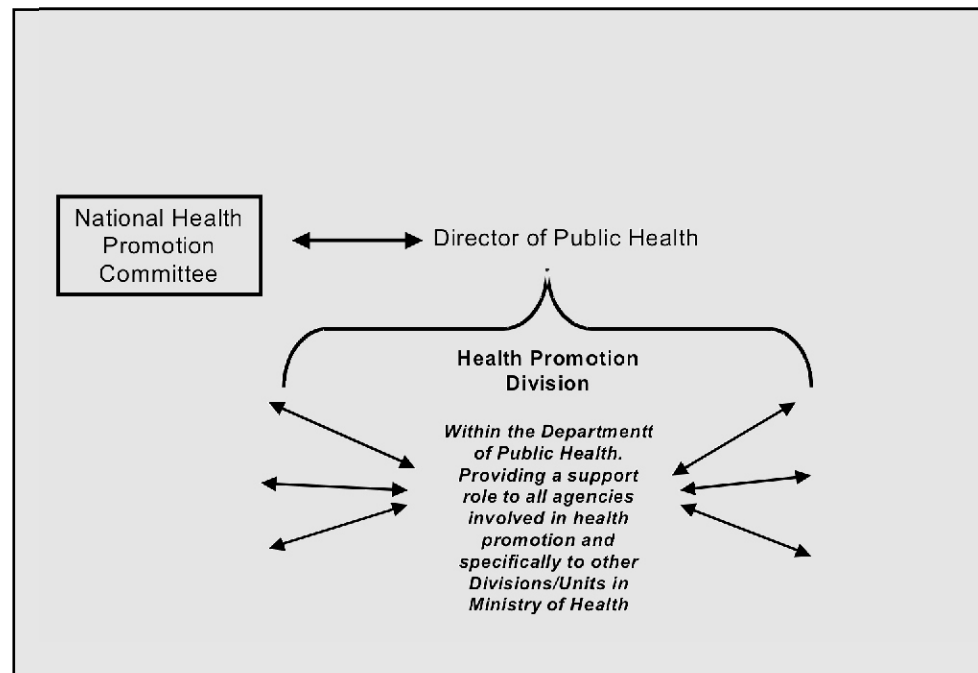 National Health
Promotion
Committee
Director of Public Health
Health Promotion
Division
Within the Departmentt
of Public Health.
Providing a support
role to all agencies
involved in health
promotion and
specifically to other
Divisions/Units in
Ministry of Health